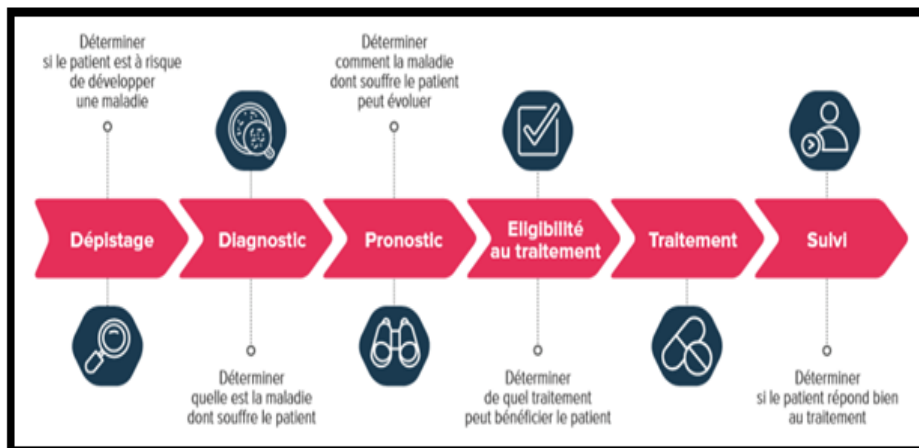 Déterminer
si le patient est à risque
de développer
une maladie
Déterminer
comment la maladie
dont souffre le patient
peut évoluer
Dépistage
Diagnostic
Pronostic
Eligibilité
au traitement
Traitement
Suivi
Déterminer
quelle est la maladie
dont souffre le patient
Déterminer
de quel traitement
peut bénéficier le patient
Déterminer
si le patient répond bien
au traitement